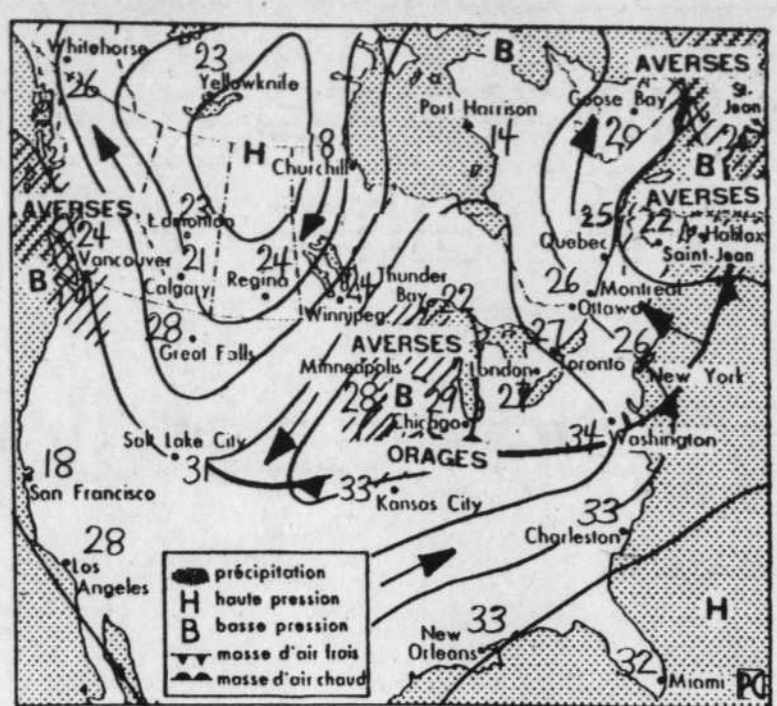 Whitehorse
26
23
Yellowknife
H
Churchill
8
B
Port Harrison
14
AVERSES
Goose Bay
20
St-Jean
B
AVERSES
Halifax
22
Saint-Jean
AVERSES
24
Vancouver
B
23
Edmonton
21
Calgary
24
Regina
24
Winnipeg
Thunder Bay
22
25
Quebec
26
Montreal
Ottawa
28
Great Falls
AVERSES
Minneapolis
28
B
29
Chicago
London
27
27
Toronto
26
New York
34
Washington
ORAGES
Salt Lake City
31
33
Kansas City
18
San Francisco
28
Los Angeles
33
Charleston
33
New Orleans
32
Miami
H
précipitation
H haute pression
B basse pression
masse d'air frais
masse d'air chaud
PC